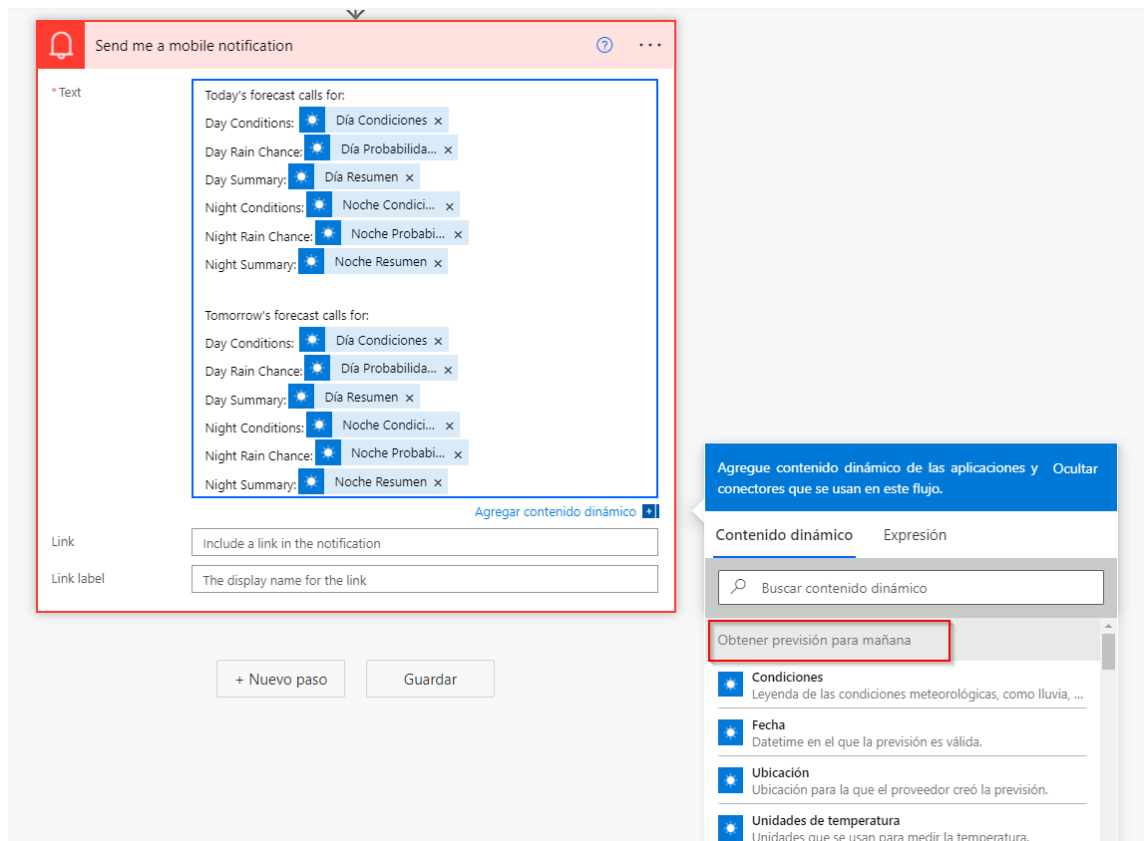 Send me a mobile notification
* Text
Today's forecast calls for:
Day Conditions: Día Condiciones ×
Day Rain Chance: Día Probabilida... ×
Day Summary: Día Resumen ×
Night Conditions: Noche Condici... ×
Night Rain Chance: Noche Probabi... ×
Night Summary: Noche Resumen ×
Tomorrow's forecast calls for:
Day Conditions: Día Condiciones ×
Day Rain Chance: Día Probabilida... ×
Day Summary: Día Resumen ×
Night Conditions: Noche Condici... ×
Night Rain Chance: Noche Probabi... ×
Night Summary: Noche Resumen ×
Agregar contenido dinámico
Link
Include a link in the notification
Link label
The display name for the link
+ Nuevo paso
Guardar
Agregue contenido dinámico de las aplicaciones y
conectores que se usan en este flujo.
Ocultar
Contenido dinámico
Expresión
Buscar contenido dinámico
Obtener previsión para mañana
Condiciones
Leyenda de las condiciones meteorológicas, como lluvia, ...
Fecha
Datetime en el que la previsión es válida.
Ubicación
Ubicación para la que el proveedor creó la previsión.
Unidades de temperatura
Unidades que se usan para medir la temperatura.